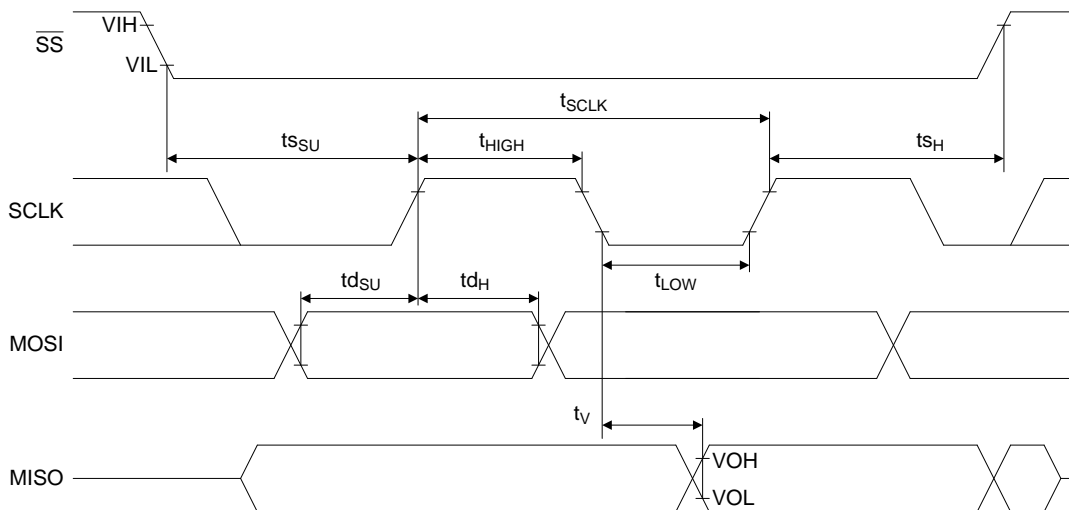 VIH
SS
VIL
tSCLK
tsSU
tHIGH
tsH
SCLK
tdSU
tdH
tLOW
MOSI
tV
VOH
MISO
VOL